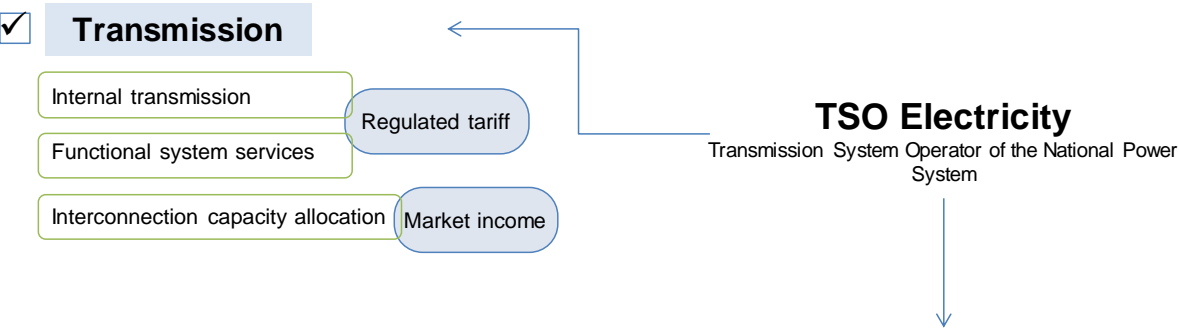 Transmission
Internal transmission
Functional system services
Regulated tariff
Interconnection capacity allocation
Market income
TSO Electricity
Transmission System Operator of the National Power
System